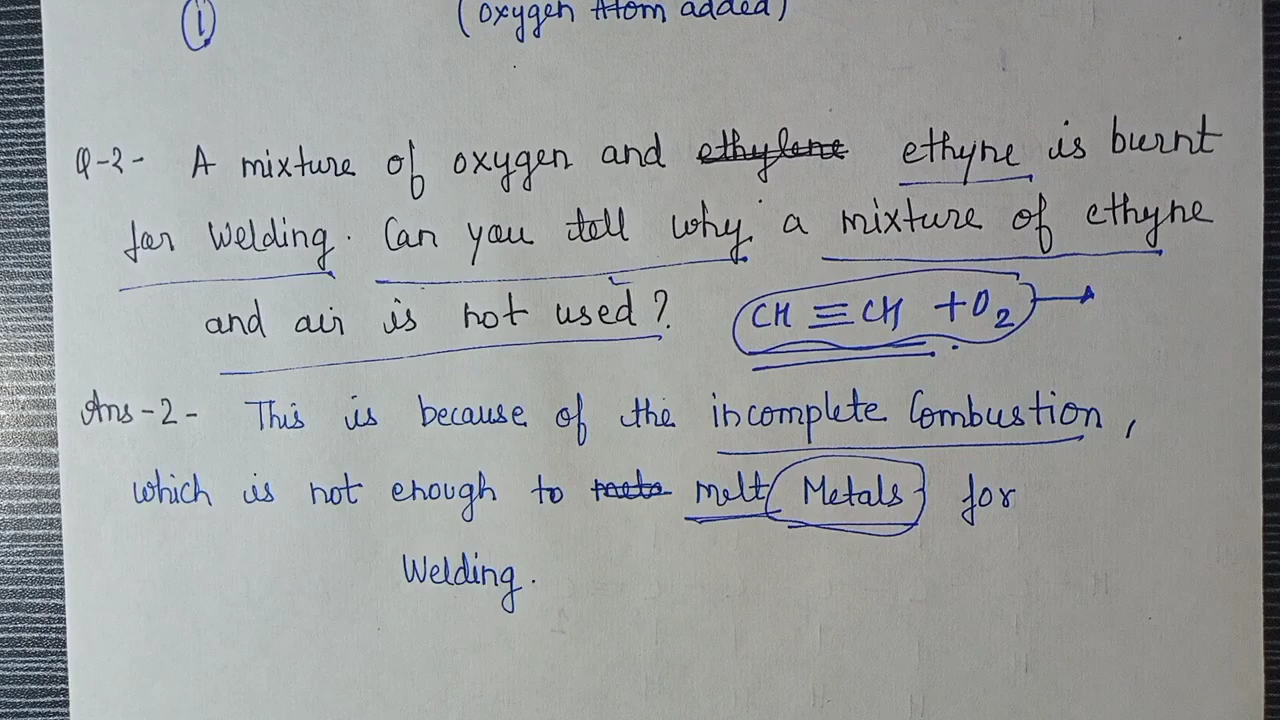 (1)
(oxygen Atom added)
Q-2- A mixture of oxygen and ethylene ethyne is burnt
for Welding. Can you tell why a mixture of ethyne
and air is not used?
CH≡CH +O2 →
Ans-2- This is because of the incomplete Combustion,
which is not enough to meta melt Metals for
Welding.